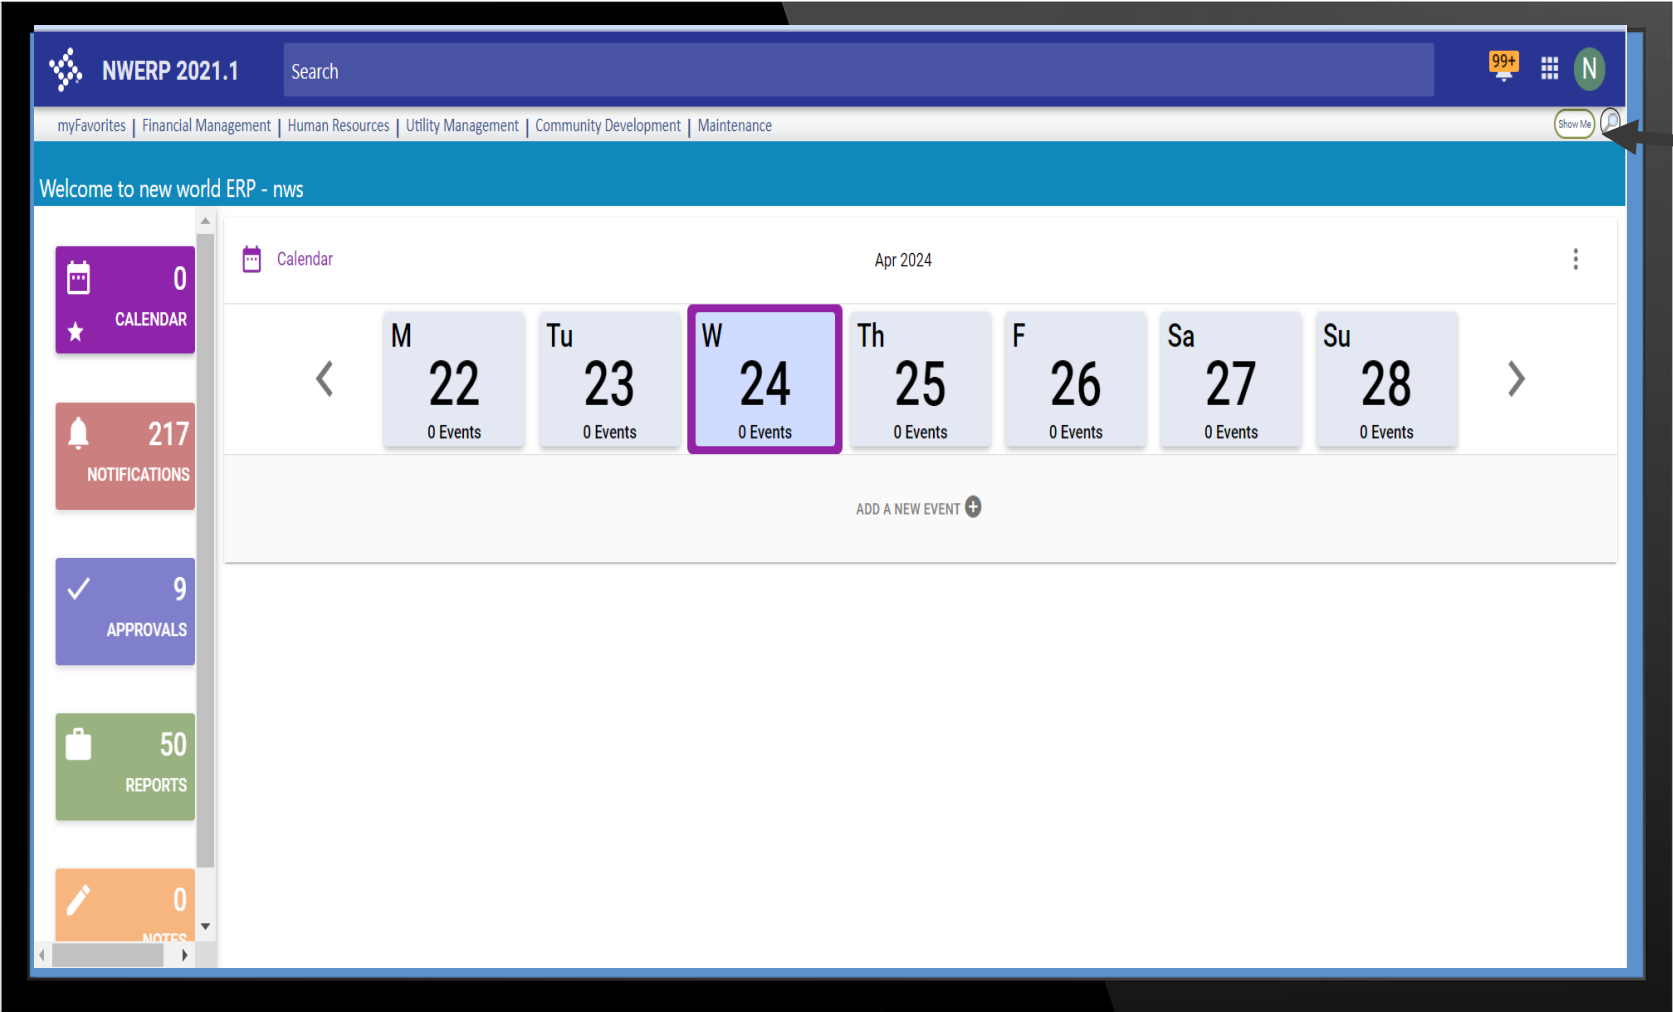 NWERP 2021.1
Search
99+
N
myFavorites | Financial Management | Human Resources | Utility Management | Community Development | Maintenance
Show Me
Welcome to new world ERP - nws
0
CALENDAR
217
NOTIFICATIONS
9
APPROVALS
50
REPORTS
0
NOTES
Calendar
Apr 2024
M
22
0 Events
Tu
23
0 Events
W
24
0 Events
Th
25
0 Events
F
26
0 Events
Sa
27
0 Events
Su
28
0 Events
ADD A NEW EVENT